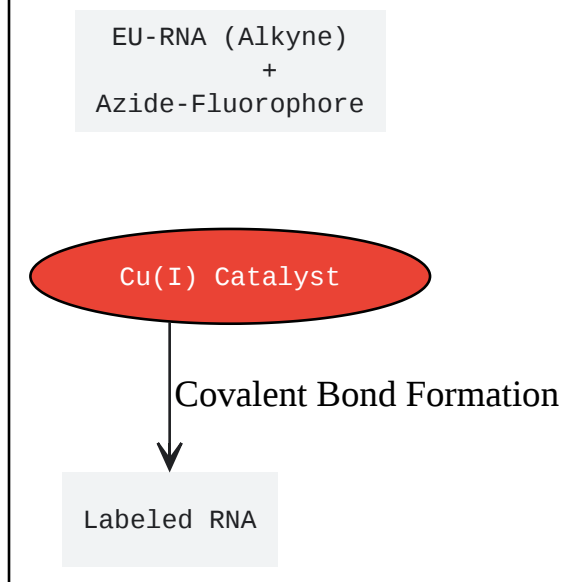 EU-RNA (Alkyne)
+
Azide-Fluorophore
Cu(I) Catalyst
Covalent Bond Formation
Labeled RNA